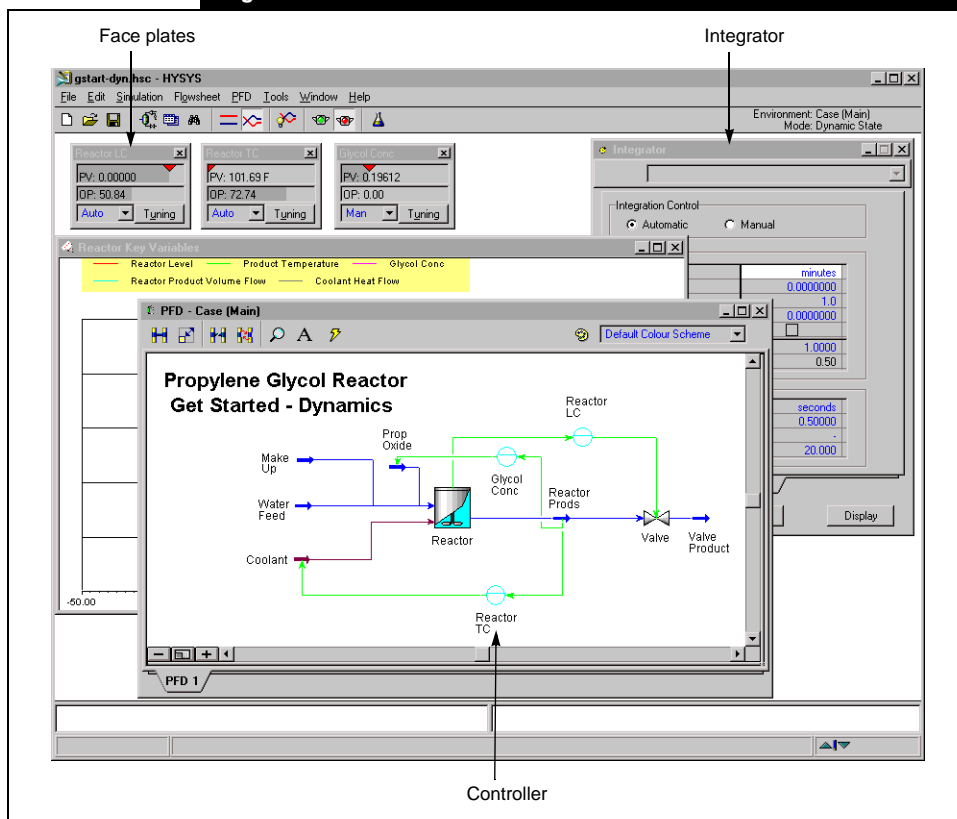 Face plates
Integrator
gstart-dyn.hsc - HYSYS
File Edit Simulation Flowsheet PFD Tools Window Help
Environment: Case (Main)
Mode: Dynamic State
Reactor LC
PV: 0.00000
OP: 50.84
Auto Tuning
Reactor TC
PV: 101.69 F
OP: 72.74
Auto Tuning
Glycol Conc
PV: 0.19612
OP: 0.00
Man Tuning
Integrator
Integration Control
Automatic Manual
minutes
0.0000000
1.0
0.0000000
1.0000
0.50
seconds
0.50000
-
20.000
Display
Reactor Key Variables
Reactor Level Product Temperature Glycol Conc
Reactor Product Volume Flow Coolant Heat Flow
-50.00
PFD - Case (Main)
A
Default Colour Scheme
Propylene Glycol Reactor
Get Started - Dynamics
Reactor
LC
Prop
Oxide
Make
Up
Glycol
Conc
Reactor
Prods
Water
Feed
Reactor
Valve
Valve
Product
Coolant
Reactor
TC
PFD 1
Controller